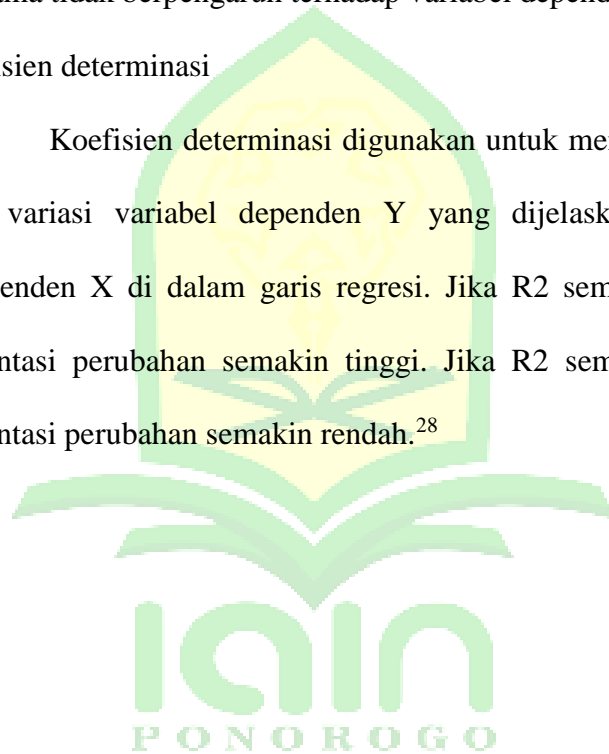 tidak berpengaruh terhadap variabel depend
sien determinasi
Koefisien determinasi digunakan untuk me
variasi variabel dependen Y yang dijelask
enden X di dalam garis regresi. Jika R2 sem
ntasi perubahan semakin tinggi. Jika R2 sem
ntasi perubahan semakin rendah.28
iain
PONOROGO